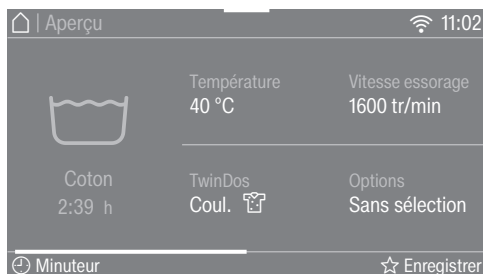 Aperçu
11:02
Température
40 °C
Vitesse essorage
1600 tr/min
Coton
2:39 h
TwinDos
Coul.
Options
Sans sélection
Minuteur
Enregistrer